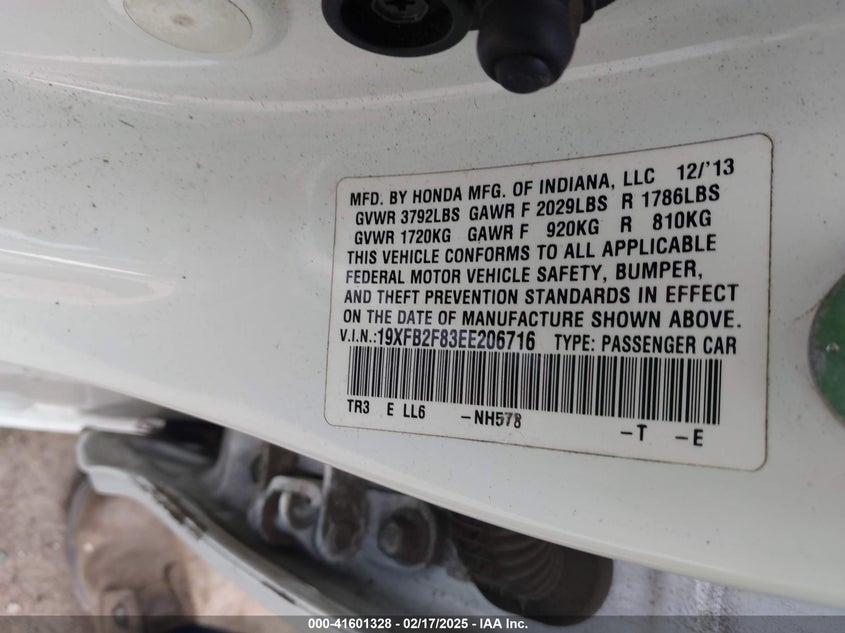 MFD. BY HONDA MFG. OF INDIANA, LLC 12/'13
GVWR 3792LBS GAWR F 2029LBS R 1786LBS
GVWR 1720KG GAWR F 920KG R 810KG
THIS VEHICLE CONFORMS TO ALL APPLICABLE
FEDERAL MOTOR VEHICLE SAFETY, BUMPER,
AND THEFT PREVENTION STANDARDS IN EFFECT
ON THE DATE OF MANUFACTURE SHOWN ABOVE.
V.I.N.:19XFB2F83EE206716 TYPE: PASSENGER CAR
TR3 E LL6 -NH578 -T -E
000-41601328 - 02/17/2025 - IAA Inc.